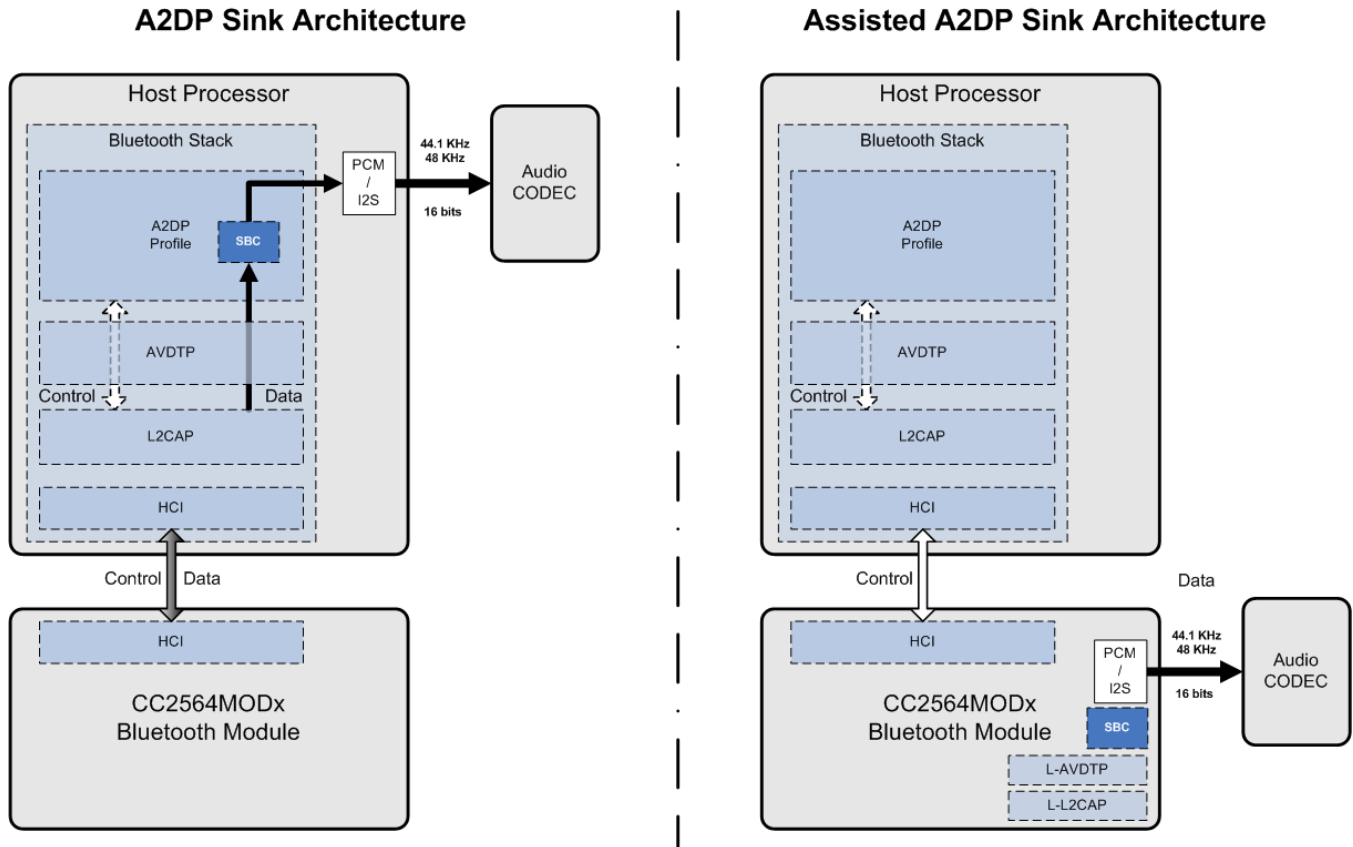 A2DP Sink Architecture
Host Processor
Bluetooth Stack
A2DP
Profile
SBC
PCM
/
I2S
44.1 KHz
48 KHz
16 bits
Audio
CODEC
AVDTP
Control
Data
L2CAP
HCI
Control
Data
HCI
CC2564MODx
Bluetooth Module
Assisted A2DP Sink Architecture
Host Processor
Bluetooth Stack
A2DP
Profile
AVDTP
Control
L2CAP
HCI
Control
Data
HCI
CC2564MODx
Bluetooth Module
PCM
/
I2S
44.1 KHz
48 KHz
16 bits
Audio
CODEC
SBC
L-AVDTP
L-L2CAP